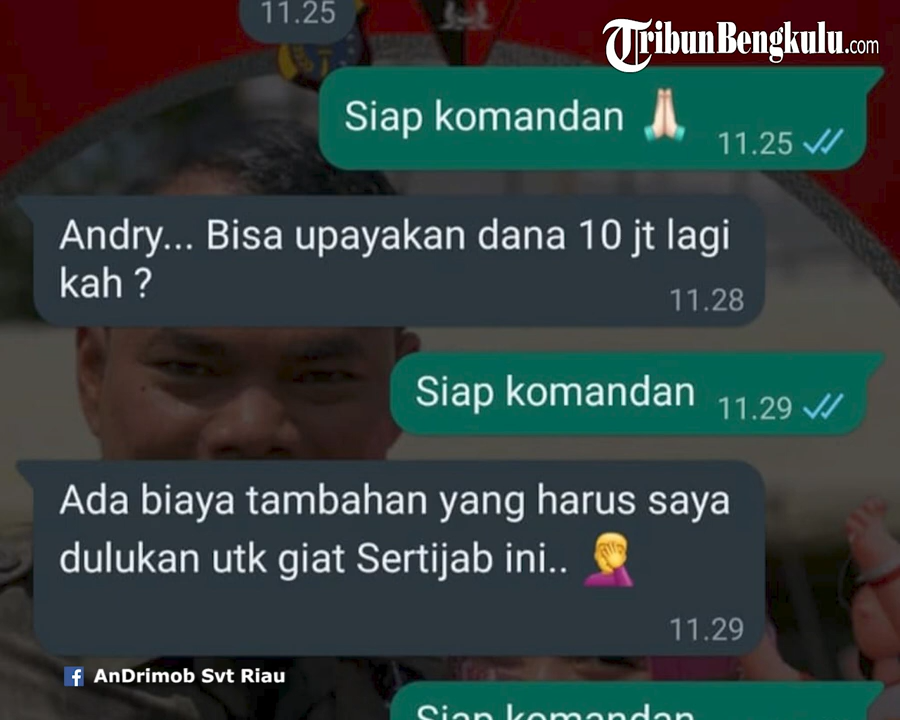 11.25
TribunBengkulu.com
Siap komandan 🙏
11.25
Andry... Bisa upayakan dana 10 jt lagi
kah ?
11.28
Siap komandan
11.29
Ada biaya tambahan yang harus saya
dulukan utk giat Sertijab ini.. 🤦
11.29
AnDrimob Svt Riau
Siap komandan